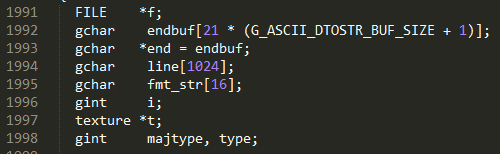 1991 FILE *f;
1992 gchar endbuf[21 * (G_ASCII_DTOSTR_BUF_SIZE + 1)];
1993 gchar *end = endbuf;
1994 gchar line[1024];
1995 gchar fmt_str[16];
1996 gint i;
1997 texture *t;
1998 gint majtype, type;